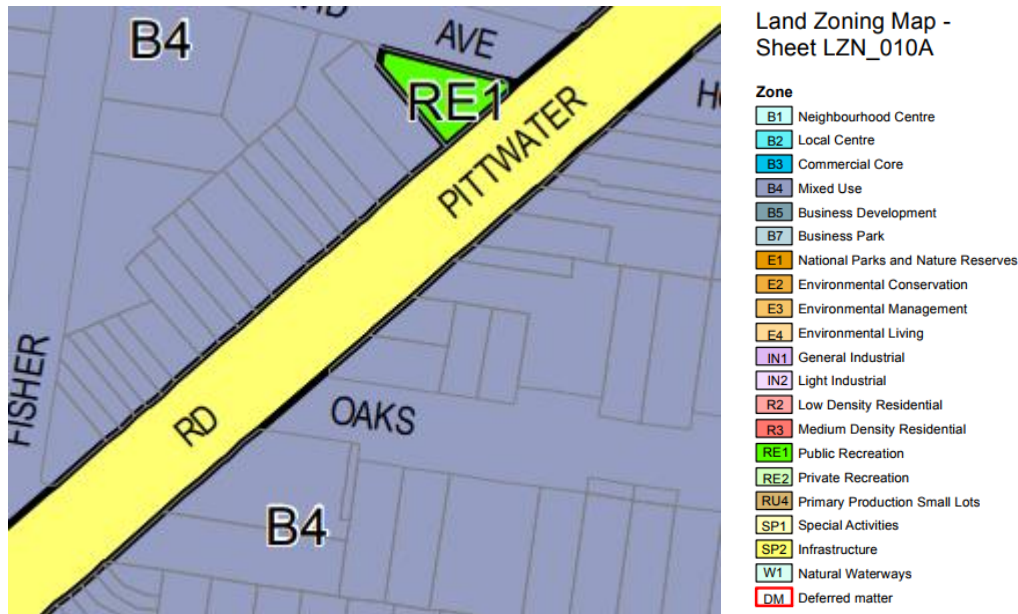 B4
AVE
RE1
PITTWATER
FISHER
RD
OAKS
B4
Land Zoning Map -
Sheet LZN_010A
Zone
B1 Neighbourhood Centre
B2 Local Centre
B3 Commercial Core
B4 Mixed Use
B5 Business Development
B7 Business Park
E1 National Parks and Nature Reserves
E2 Environmental Conservation
E3 Environmental Management
E4 Environmental Living
IN1 General Industrial
IN2 Light Industrial
R2 Low Density Residential
R3 Medium Density Residential
RE1 Public Recreation
RE2 Private Recreation
RU4 Primary Production Small Lots
SP1 Special Activities
SP2 Infrastructure
W1 Natural Waterways
DM Deferred matter